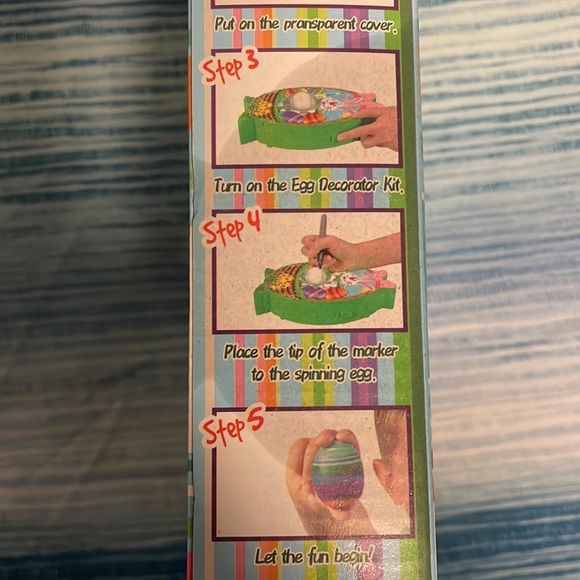 Put on the pransparent cover.
Step 3
Turn on the Egg Decorator Kit.
Step 4
Place the tip of the marker
to the spinning egg.
Step 5
Let the fun begin!